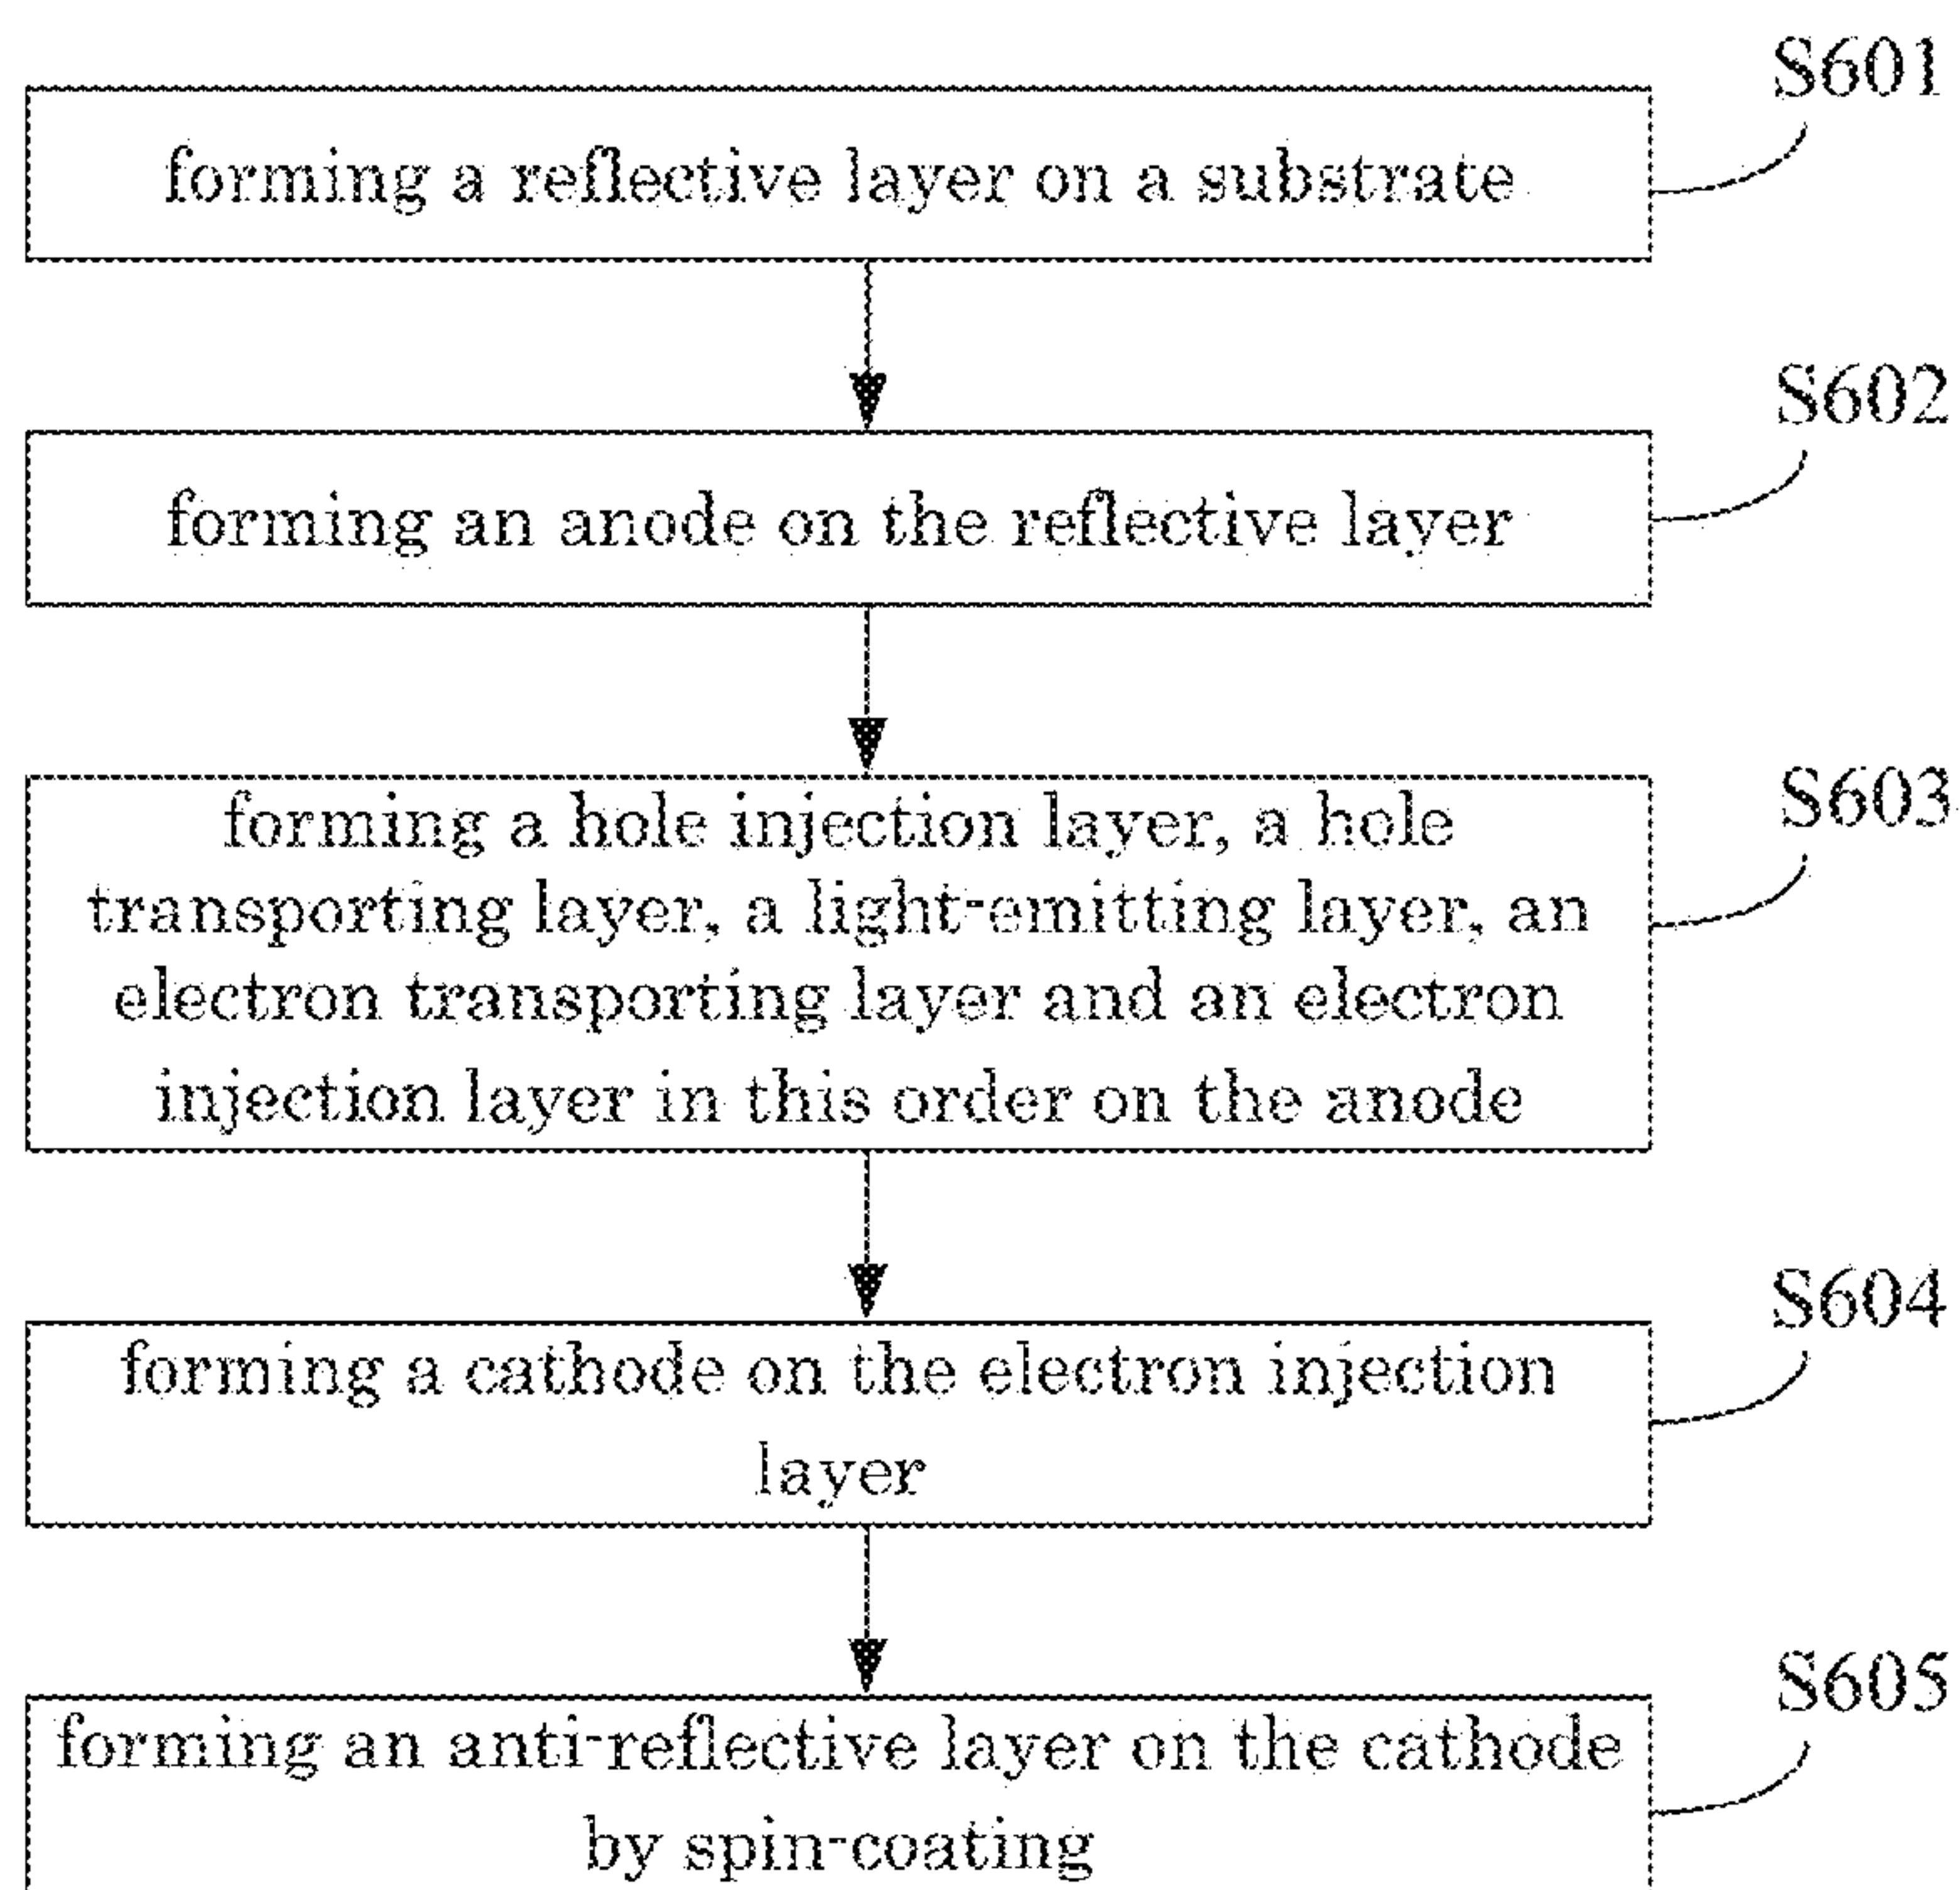 S601
forming a reflective layer on a substrate
S602
forming an anode on the reflective layer
S603
forming a hole injection layer, a hole
transporting layer, a light-emitting layer, an
electron transporting layer and an electron
injection layer in this order on the anode
S604
forming a cathode on the electron injection
layer
S605
forming an anti-reflective layer on the cathode
by spin-coating